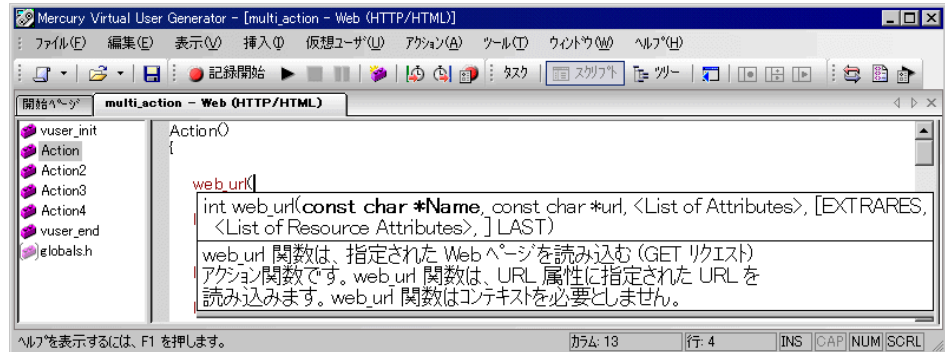 Mercury Virtual User Generator - [multi_action - Web (HTTP/HTML)]
ファイル(F) 編集(E) 表示(V) 挿入(I) 仮想ユーザ(U) アクション(A) ツール(T) ウィンドウ(W) ヘルプ(H)
記録開始 タスク スクリプト ツリー
開始ページ multi_action - Web (HTTP/HTML)
vuser_init
Action
Action2
Action3
Action4
vuser_end
globals.h
Action()
{
web_url(
int web_url(const char *Name, const char *url, <List of Attributes>, [EXTRARES,
<List of Resource Attributes>, ] LAST)
web_url 関数は、指定された Web ページを読み込む (GET リクエスト)
アクション関数です。web_url 関数は、URL 属性に指定された URL を
読み込みます。web_url 関数はコンテキストを必要としません。
ヘルプを表示するには、F1 を押します。 カラム: 13 行: 4 INS CAP NUM SCRL